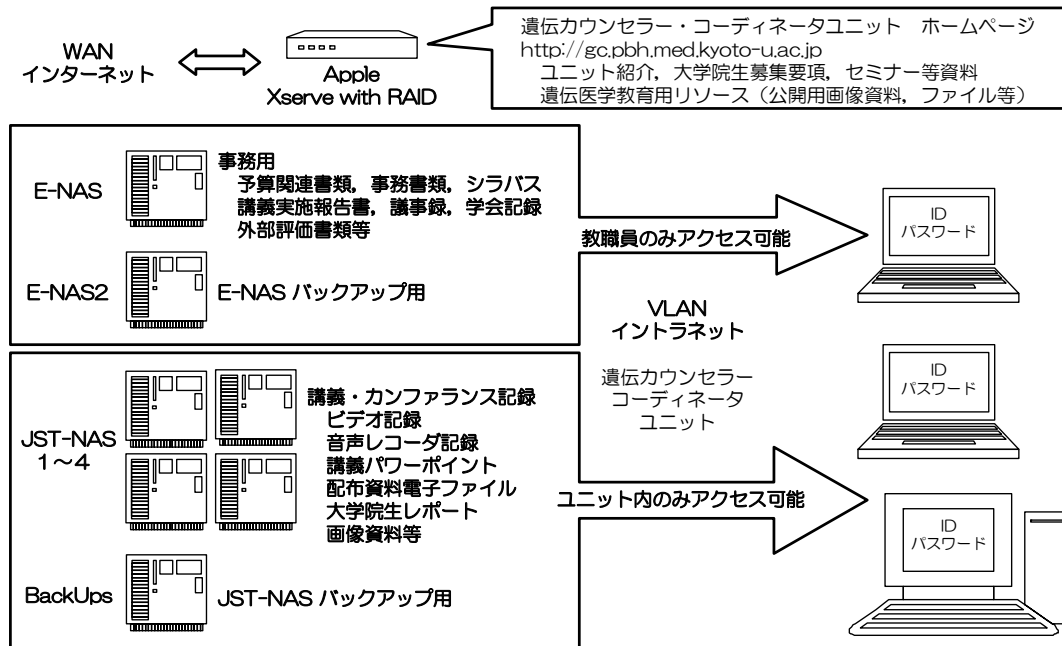 WAN
インターネット
Apple
Xserve with RAID
遺伝カウンセラー・コーディネータユニット　ホームページ
http://gc.pbh.med.kyoto-u.ac.jp
ユニット紹介，大学院生募集要項，セミナー等資料
遺伝医学教育用リソース（公開用画像資料，ファイル等）
E-NAS
事務用
予算関連書類，事務書類，シラバス
講義実施報告書，議事録，学会記録
外部評価書類等
E-NAS2
E-NAS バックアップ用
教職員のみアクセス可能
ID
パスワード
VLAN
イントラネット
遺伝カウンセラー
コーディネータ
ユニット
ID
パスワード
JST-NAS
1～4
講義・カンファランス記録
ビデオ記録
音声レコーダ記録
講義パワーポイント
配布資料電子ファイル
大学院生レポート
画像資料等
ユニット内のみアクセス可能
ID
パスワード
BackUps
JST-NAS バックアップ用